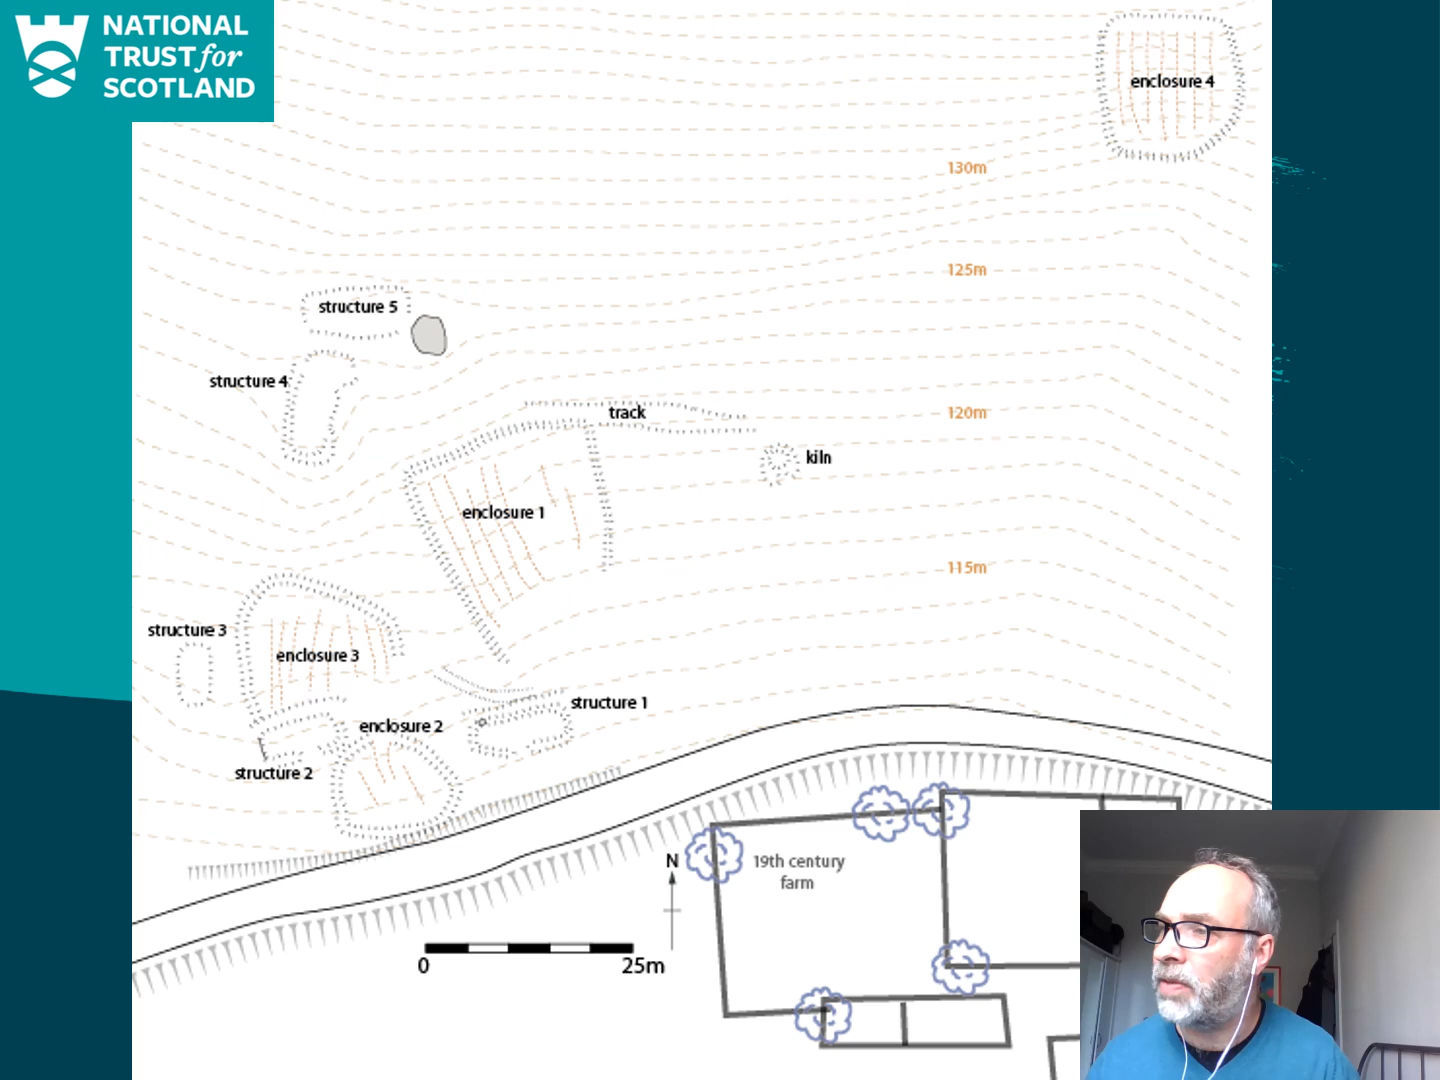 NATIONAL
TRUST for
SCOTLAND
enclosure 4
130m
125m
structure 5
structure 4
track
120m
kiln
enclosure 1
115m
structure 3
enclosure 3
structure 1
enclosure 2
structure 2
N
19th century
farm
0
25m